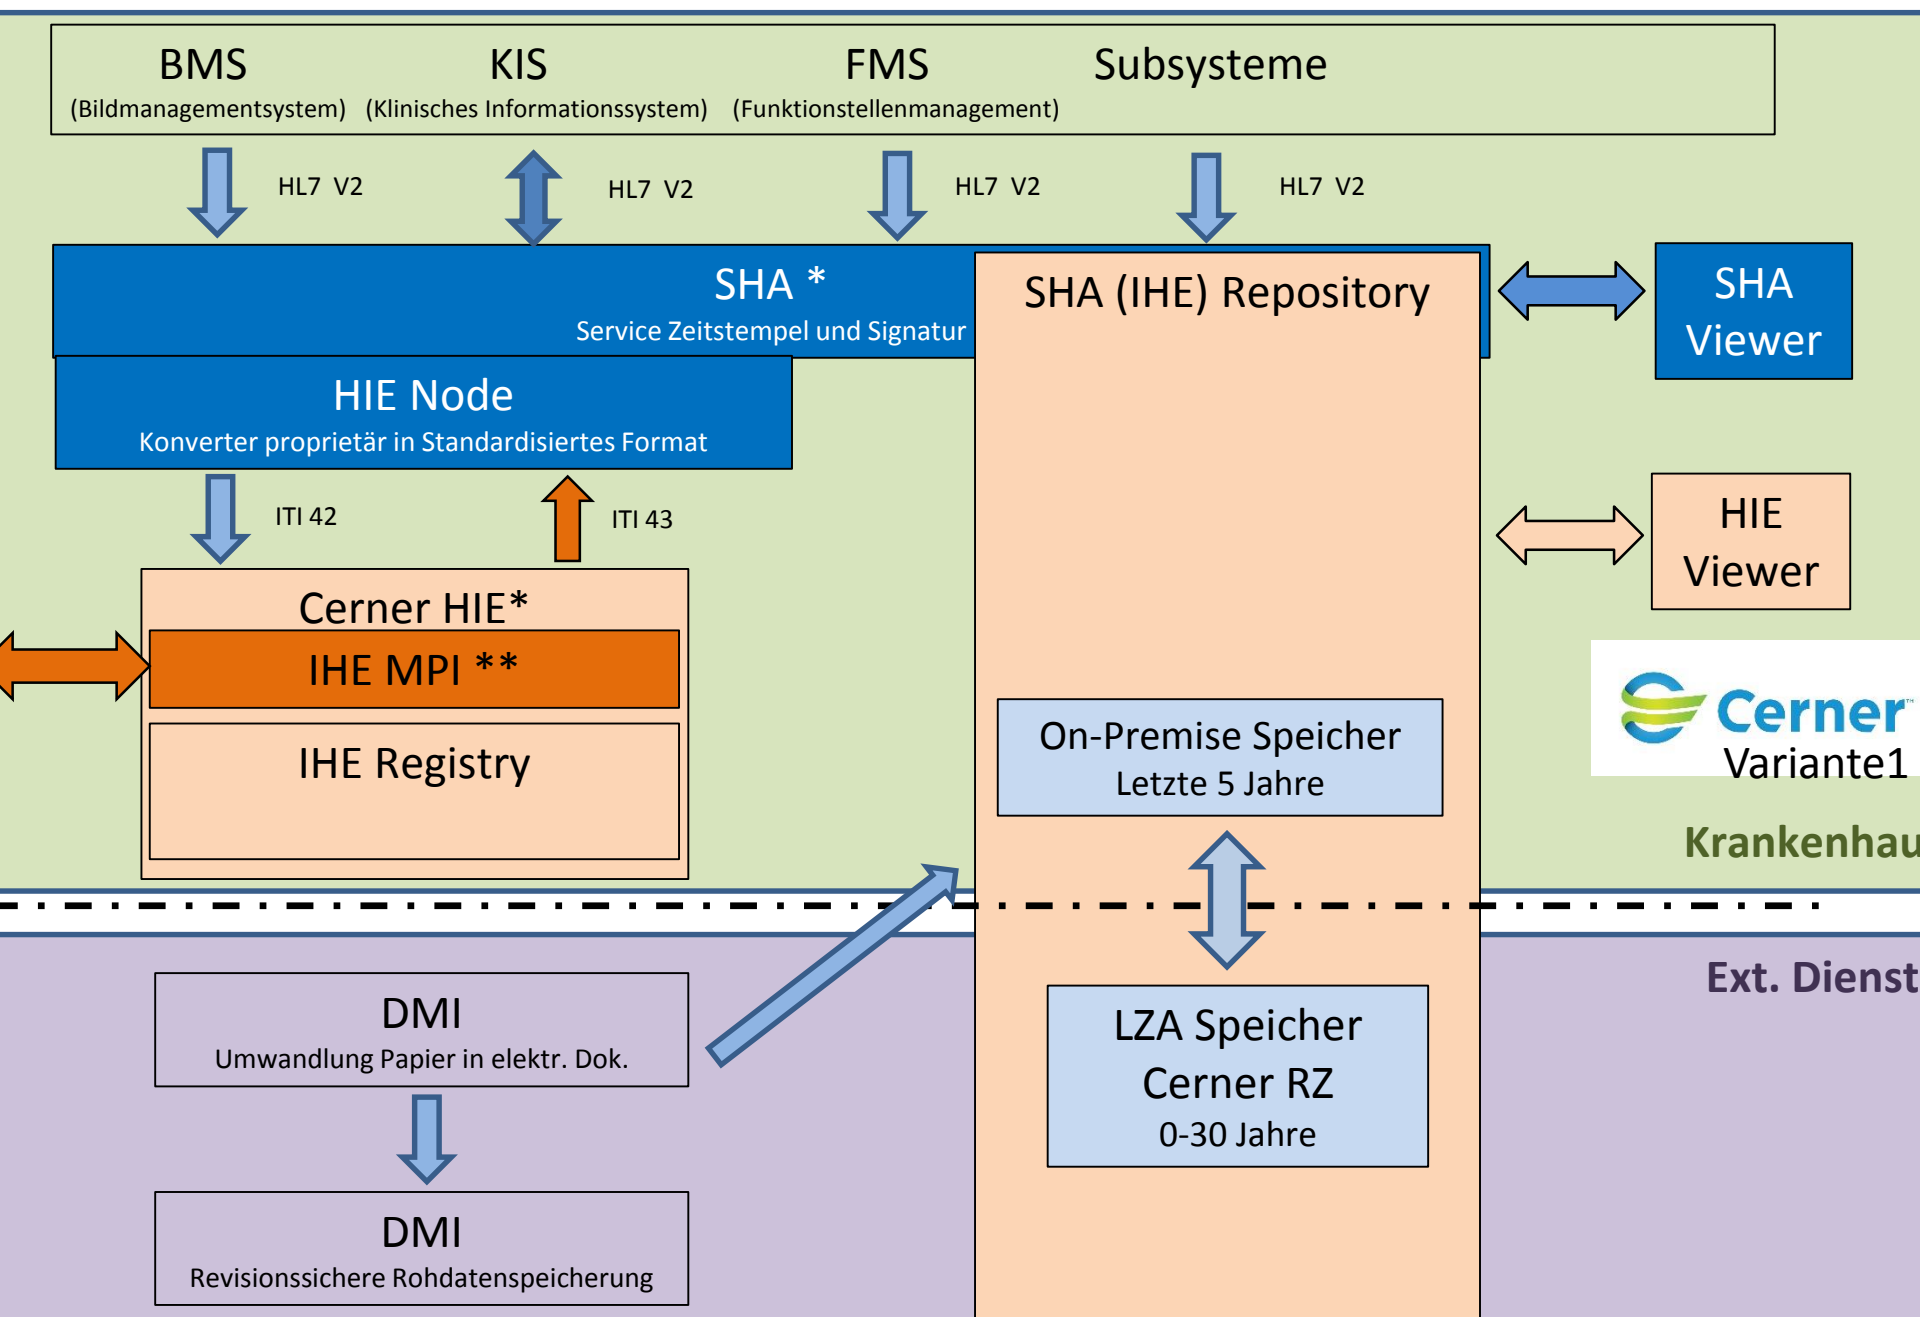 BMS KIS FMS Subsysteme
(Bildmanagementsystem) (Klinisches Informationssystem) (Funktionstellenmanagement)
HL7 V2 HL7 V2 HL7 V2 HL7 V2
SHA *
Service Zeitstempel und Signatur
SHA (IHE) Repository
SHA
Viewer
HIE Node
Konverter proprietär in Standardisiertes Format
ITI 42 ITI 43
HIE
Viewer
Cerner HIE*
IHE MPI **
IHE Registry
On-Premise Speicher
Letzte 5 Jahre
Cerner™
Variante1
Krankenhau
Ext. Dienst
DMI
Umwandlung Papier in elektr. Dok.
LZA Speicher
Cerner RZ
0-30 Jahre
DMI
Revisionssichere Rohdatenspeicherung